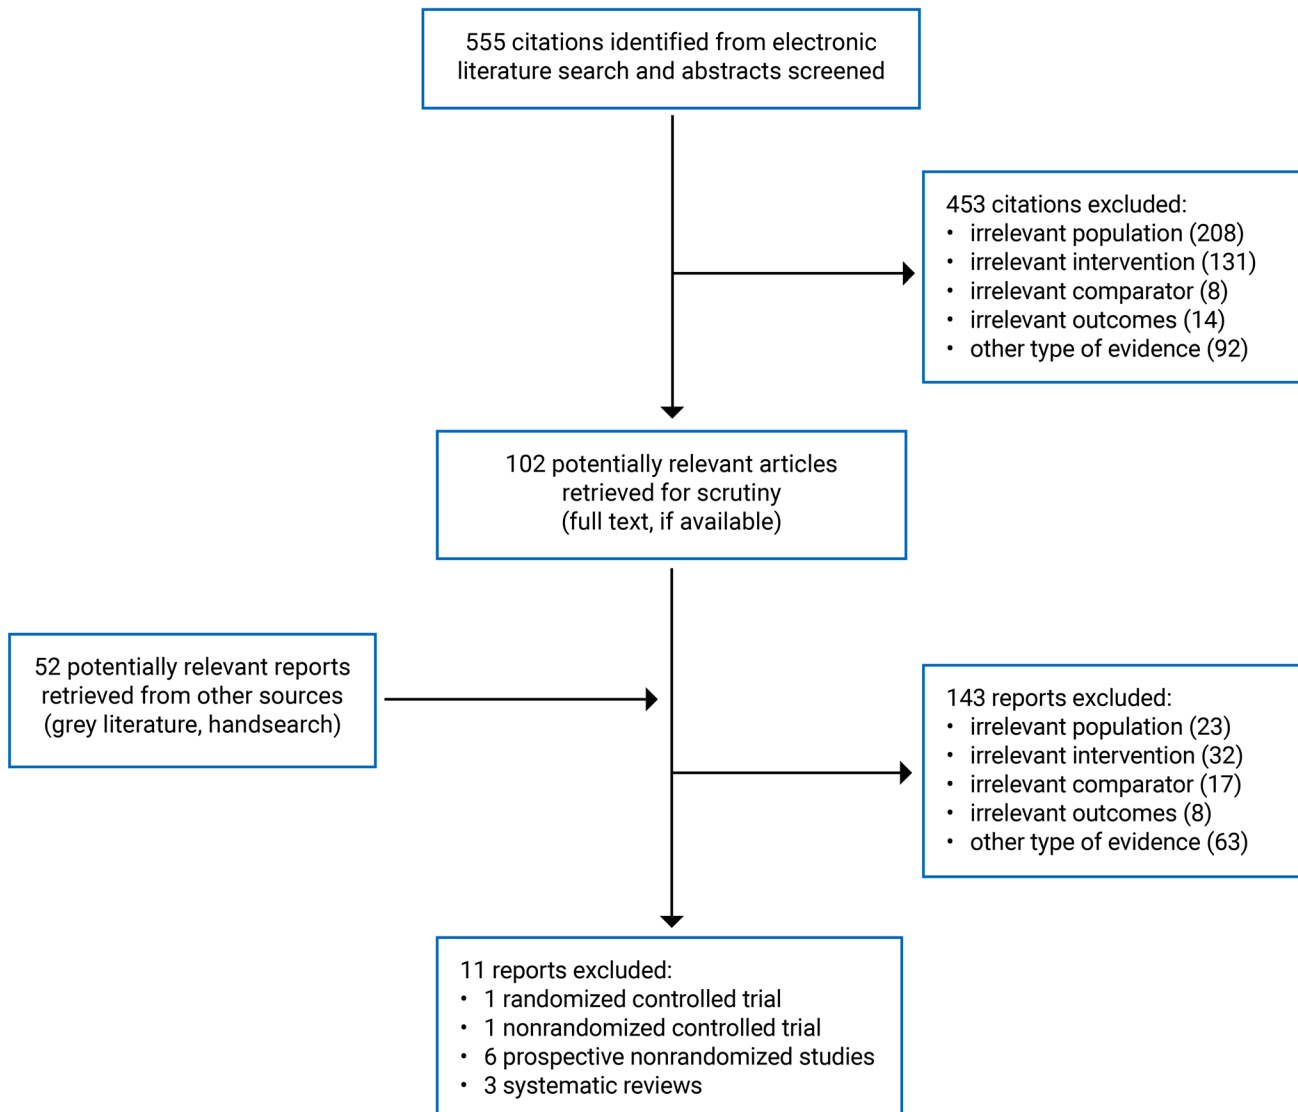 555 citations identified from electronic
literature search and abstracts screened
453 citations excluded:
• irrelevant population (208)
• irrelevant intervention (131)
• irrelevant comparator (8)
• irrelevant outcomes (14)
• other type of evidence (92)
102 potentially relevant articles
retrieved for scrutiny
(full text, if available)
52 potentially relevant reports
retrieved from other sources
(grey literature, handsearch)
143 reports excluded:
• irrelevant population (23)
• irrelevant intervention (32)
• irrelevant comparator (17)
• irrelevant outcomes (8)
• other type of evidence (63)
11 reports excluded:
• 1 randomized controlled trial
• 1 nonrandomized controlled trial
• 6 prospective nonrandomized studies
• 3 systematic reviews